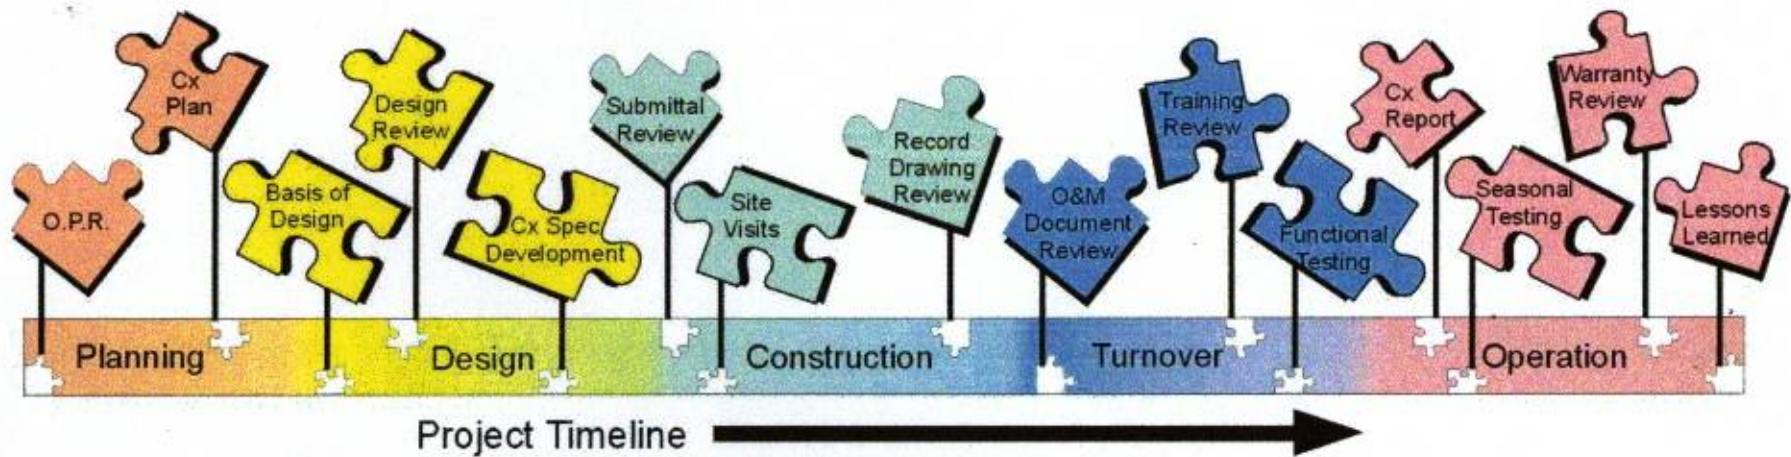 O.P.R.
Cx
Plan
Basis of
Design
Design
Review
Cx Spec
Development
Submittal
Review
Site
Visits
Record
Drawing
Review
O&M
Document
Review
Training
Review
Functional
Testing
Cx
Report
Seasonal
Testing
Warranty
Review
Lessons
Learned
Planning
Design
Construction
Turnover
Operation
Project Timeline